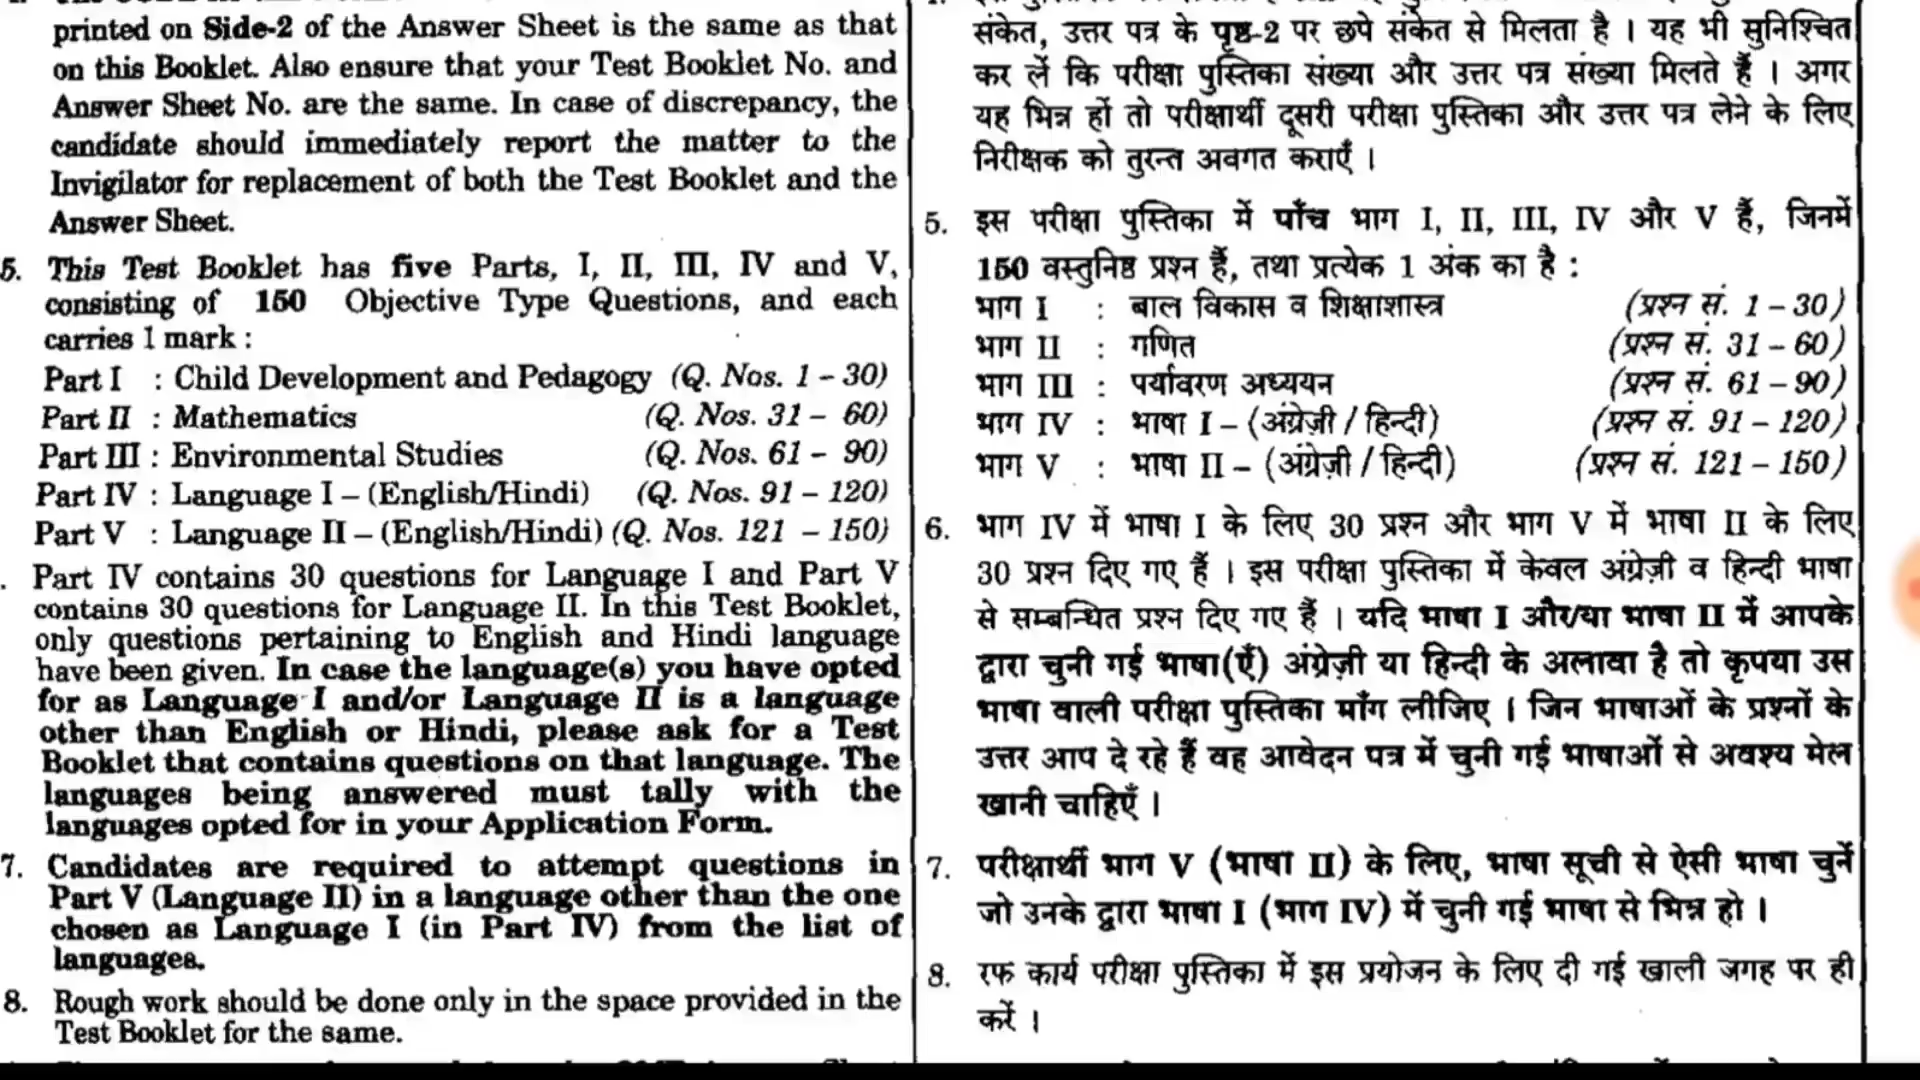 printed on Side-2 of the Answer Sheet is the same as that
on this Booklet. Also ensure that your Test Booklet No. and
Answer Sheet No. are the same. In case of discrepancy, the
candidate should immediately report the matter to the
Invigilator for replacement of both the Test Booklet and the
Answer Sheet.
5. This Test Booklet has five Parts, I, II, III, IV and V,
consisting of 150 Objective Type Questions, and each
carries 1 mark :
Part I : Child Development and Pedagogy (Q. Nos. 1 – 30)
Part II : Mathematics (Q. Nos. 31 – 60)
Part III : Environmental Studies (Q. Nos. 61 – 90)
Part IV : Language I – (English/Hindi) (Q. Nos. 91 – 120)
Part V : Language II – (English/Hindi) (Q. Nos. 121 – 150)
. Part IV contains 30 questions for Language I and Part V
contains 30 questions for Language II. In this Test Booklet,
only questions pertaining to English and Hindi language
have been given. In case the language(s) you have opted
for as Language I and/or Language II is a language
other than English or Hindi, please ask for a Test
Booklet that contains questions on that language. The
languages being answered must tally with the
languages opted for in your Application Form.
7. Candidates are required to attempt questions in
Part V (Language II) in a language other than the one
chosen as Language I (in Part IV) from the list of
languages.
8. Rough work should be done only in the space provided in the
Test Booklet for the same.
संकेत, उत्तर पत्र के पृष्ठ-2 पर छपे संकेत से मिलता है । यह भी सुनिश्चित
कर लें कि परीक्षा पुस्तिका संख्या और उत्तर पत्र संख्या मिलते हैं । अगर
यह भिन्न हों तो परीक्षार्थी दूसरी परीक्षा पुस्तिका और उत्तर पत्र लेने के लिए
निरीक्षक को तुरन्त अवगत कराएँ ।
5. इस परीक्षा पुस्तिका में पाँच भाग I, II, III, IV और V हैं, जिनमें
150 वस्तुनिष्ठ प्रश्न हैं, तथा प्रत्येक 1 अंक का है :
भाग I : बाल विकास व शिक्षाशास्त्र (प्रश्न सं. 1 – 30)
भाग II : गणित (प्रश्न सं. 31 – 60)
भाग III : पर्यावरण अध्ययन (प्रश्न सं. 61 – 90)
भाग IV : भाषा I – (अंग्रेज़ी / हिन्दी) (प्रश्न सं. 91 – 120)
भाग V : भाषा II – (अंग्रेज़ी / हिन्दी) (प्रश्न सं. 121 – 150)
6. भाग IV में भाषा I के लिए 30 प्रश्न और भाग V में भाषा II के लिए
30 प्रश्न दिए गए हैं । इस परीक्षा पुस्तिका में केवल अंग्रेज़ी व हिन्दी भाषा
से सम्बन्धित प्रश्न दिए गए हैं । यदि भाषा I और/या भाषा II में आपके
द्वारा चुनी गई भाषा(एँ) अंग्रेज़ी या हिन्दी के अलावा है तो कृपया उस
भाषा वाली परीक्षा पुस्तिका माँग लीजिए । जिन भाषाओं के प्रश्नों के
उत्तर आप दे रहे हैं वह आवेदन पत्र में चुनी गई भाषाओं से अवश्य मेल
खानी चाहिएँ ।
7. परीक्षार्थी भाग V (भाषा II) के लिए, भाषा सूची से ऐसी भाषा चुनें
जो उनके द्वारा भाषा I (भाग IV) में चुनी गई भाषा से भिन्न हो ।
8. रफ कार्य परीक्षा पुस्तिका में इस प्रयोजन के लिए दी गई खाली जगह पर ही
करें ।